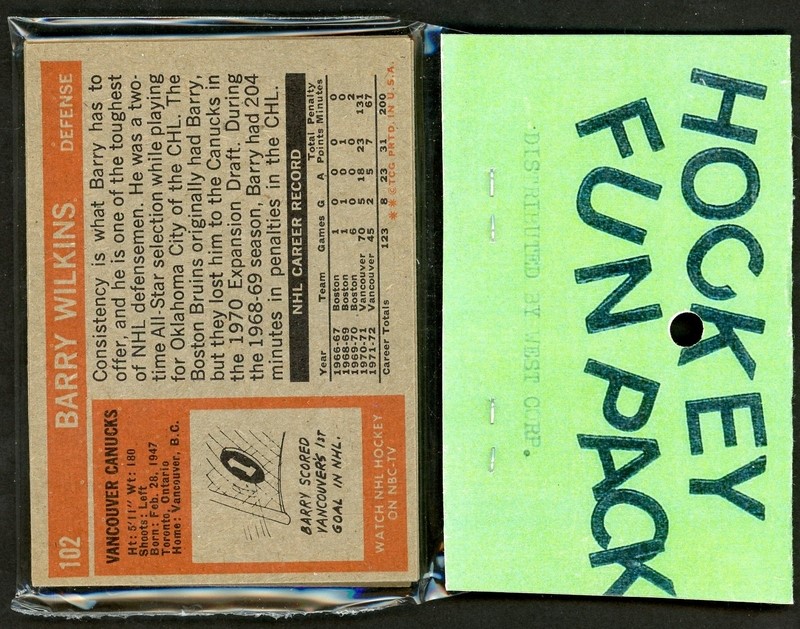 102 BARRY WILKINS DEFENSE
VANCOUVER CANUCKS
Ht: 5'11" Wt: 180
Shoots: Left
Born: Feb. 28, 1947
Toronto, Ontario
Home: Vancouver, B.C.
BARRY SCORED
VANCOUVER'S 1ST
GOAL IN NHL.
WATCH NHL HOCKEY
ON NBC-TV
Consistency is what Barry has to
offer, and he is one of the toughest
of NHL defensemen. He was a two-
time All-Star selection while playing
for Oklahoma City of the CHL. The
Boston Bruins originally had Barry,
but they lost him to the Canucks in
the 1970 Expansion Draft. During
the 1968-69 season, Barry had 204
minutes in penalties in the CHL.
NHL CAREER RECORD
Total Penalty
Year Team Games G A Points Minutes
1966-67 Boston 1 0 0 0 0
1968-69 Boston 1 1 0 1 0
1969-70 Boston 6 0 0 0 2
1970-71 Vancouver 70 5 18 23 131
1971-72 Vancouver 45 2 5 7 67
Career Totals 123 8 23 31 200
**©TCG PRTD. IN U.S.A.
HOCKEY
FUN PACK
DISTRIBUTED BY WEST CORP.